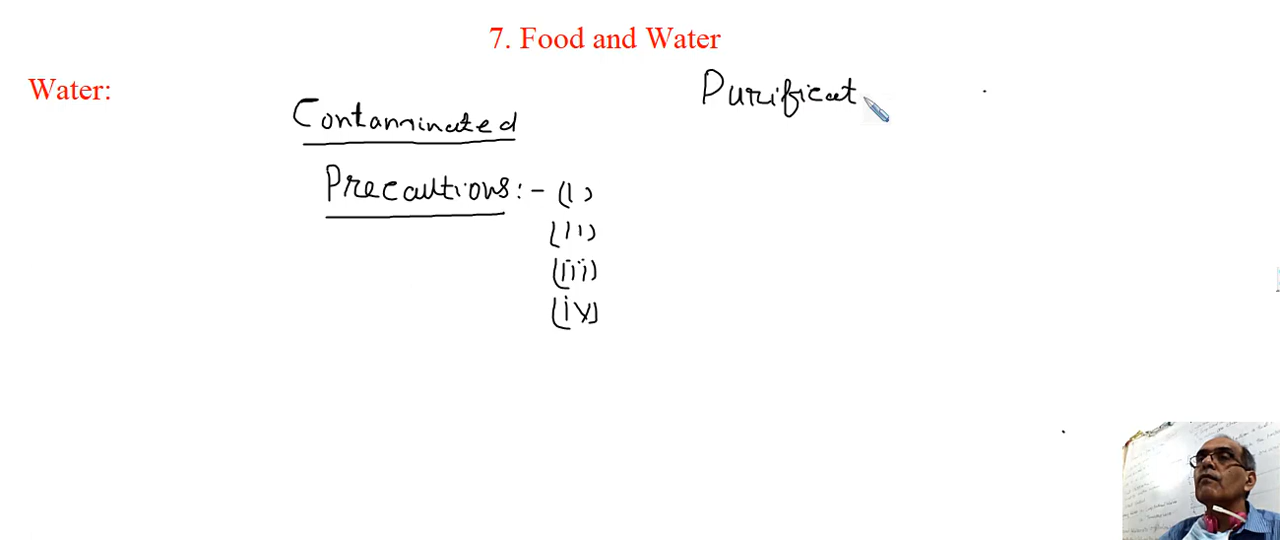 7. Food and Water
Water:
Contaminated
Purificat
Precautions:- (i)
(ii)
(iii)
(iv)